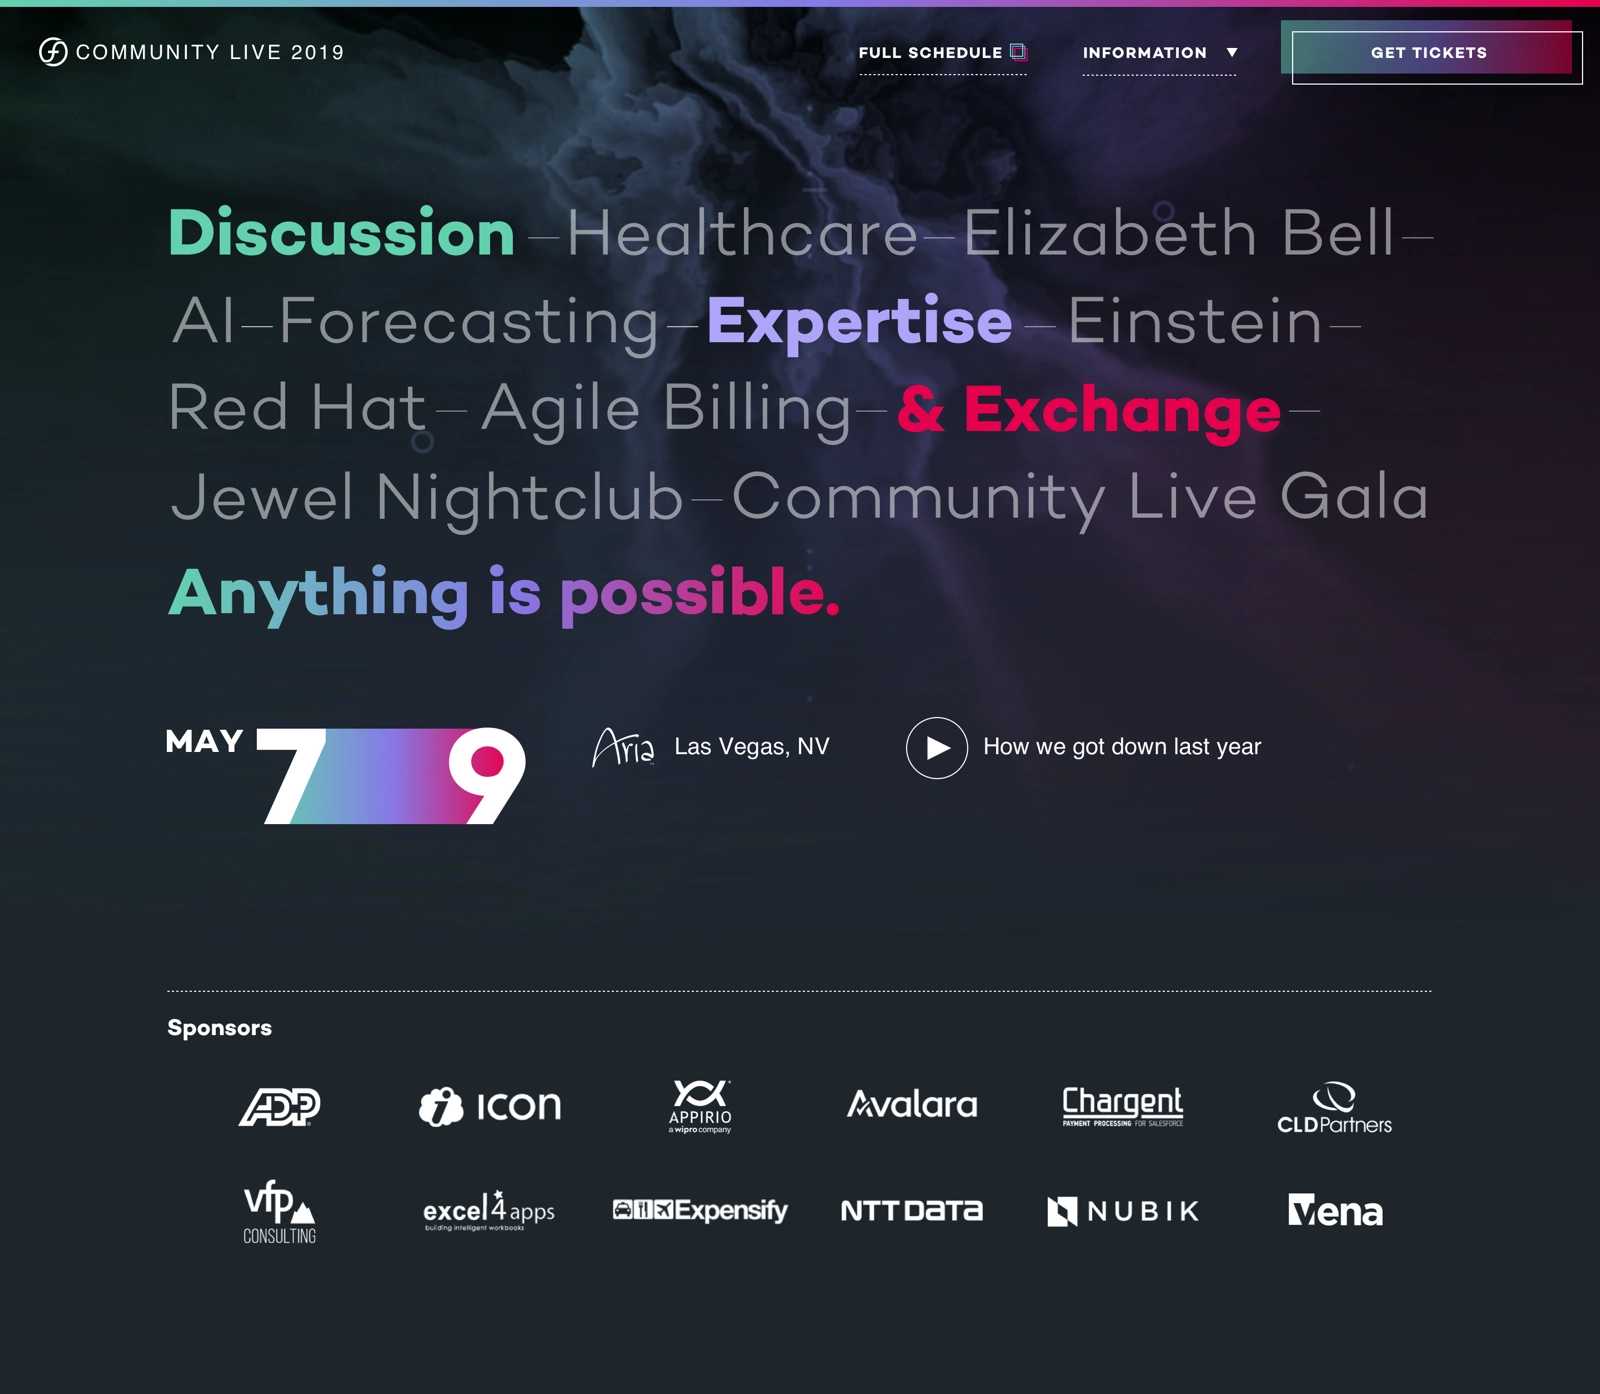 COMMUNITY LIVE 2019
FULL SCHEDULE
INFORMATION ▼
GET TICKETS
Discussion —Healthcare—Elizabeth Bell—
AI—Forecasting—Expertise — Einstein—
Red Hat— Agile Billing— & Exchange—
Jewel Nightclub—Community Live Gala
Anything is possible.
MAY 7 9
Aria Las Vegas, NV
How we got down last year
Sponsors
ADP
i ICON
APPIRIO
a wipro company
Avalara
Chargent
PAYMENT PROCESSING FOR SALESFORCE
CLDPartners
vfp
CONSULTING
excel4apps
building intelligent workbooks
Expensify
NTT DATA
NUBIK
Vena